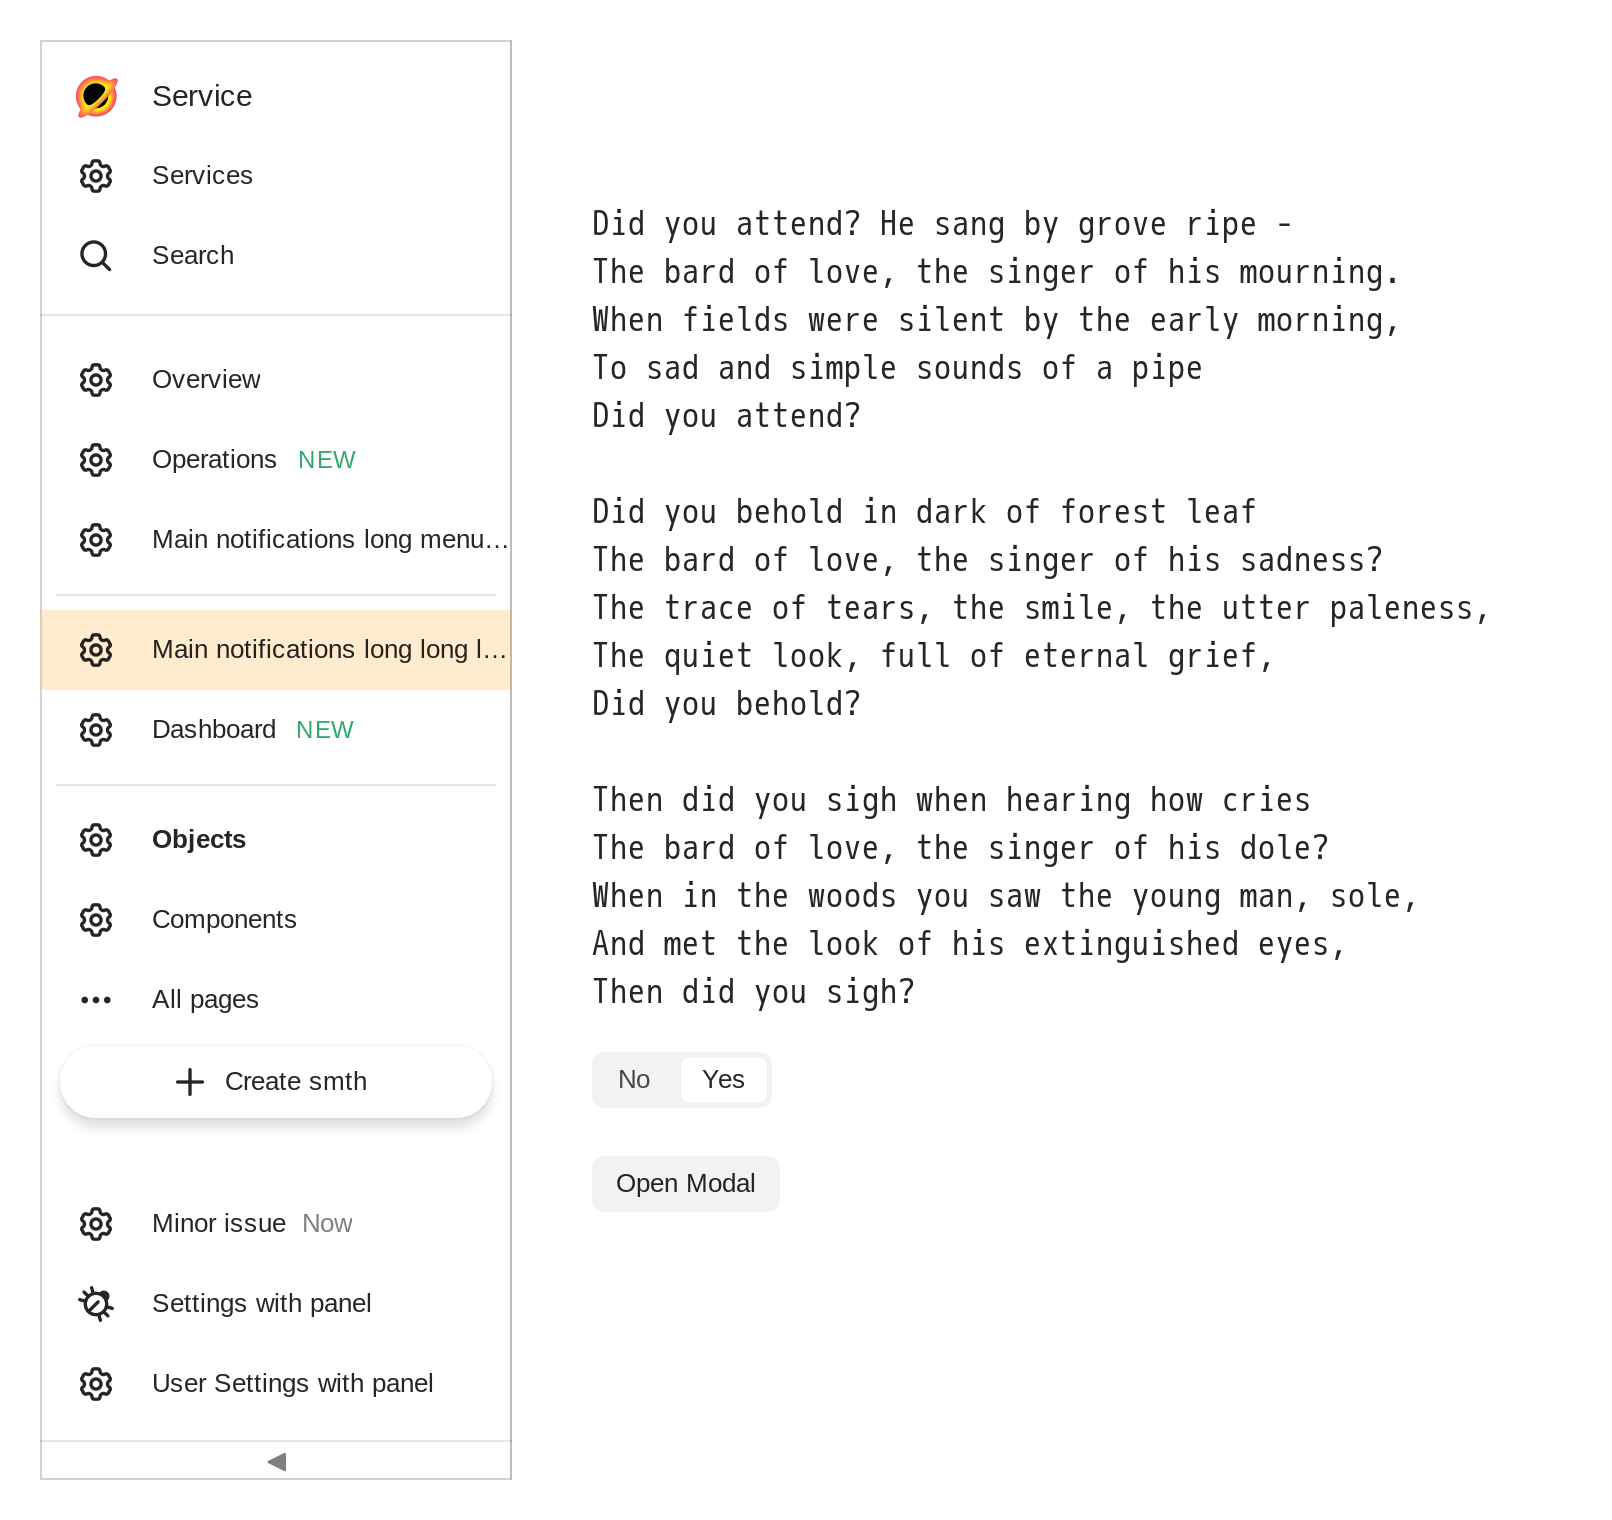 Service
Services
Search
Overview
Operations NEW
Main notifications long menu…
Main notifications long long l…
Dashboard NEW
Objects
Components
All pages
Create smth
Minor issue Now
Settings with panel
User Settings with panel
Did you attend? He sang by grove ripe -
The bard of love, the singer of his mourning.
When fields were silent by the early morning,
To sad and simple sounds of a pipe
Did you attend?
Did you behold in dark of forest leaf
The bard of love, the singer of his sadness?
The trace of tears, the smile, the utter paleness,
The quiet look, full of eternal grief,
Did you behold?
Then did you sigh when hearing how cries
The bard of love, the singer of his dole?
When in the woods you saw the young man, sole,
And met the look of his extinguished eyes,
Then did you sigh?
No Yes
Open Modal